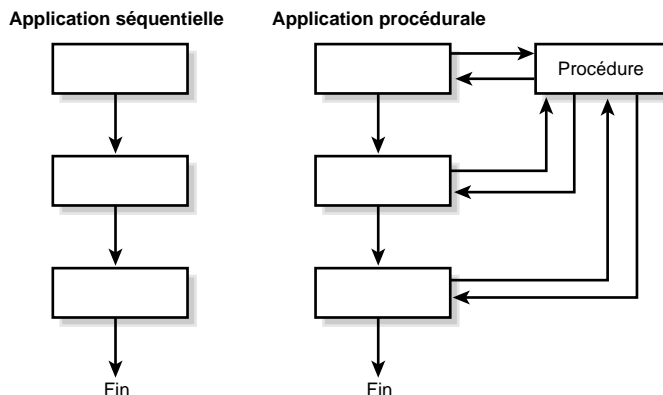 Application séquentielle
Application procédurale
Procédure
Fin
Fin